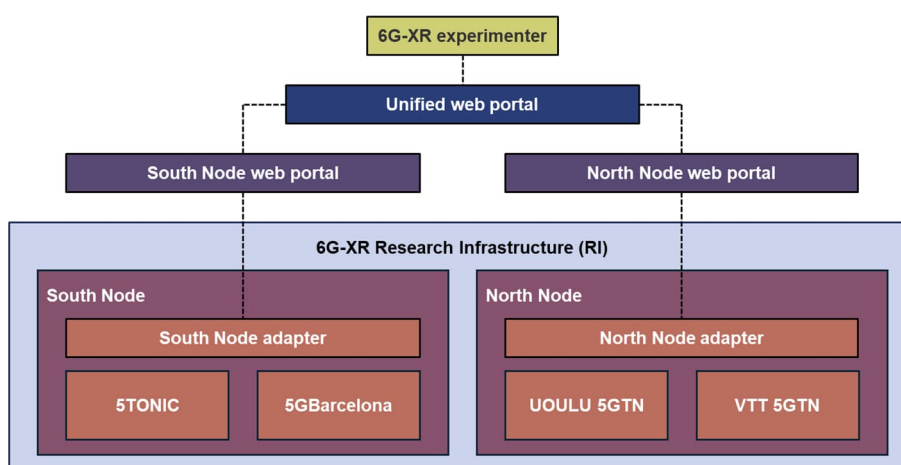 6G-XR experimenter
Unified web portal
South Node web portal
North Node web portal
6G-XR Research Infrastructure (RI)
South Node
North Node
South Node adapter
North Node adapter
5TONIC
5GBarcelona
UOULU 5GTN
VTT 5GTN